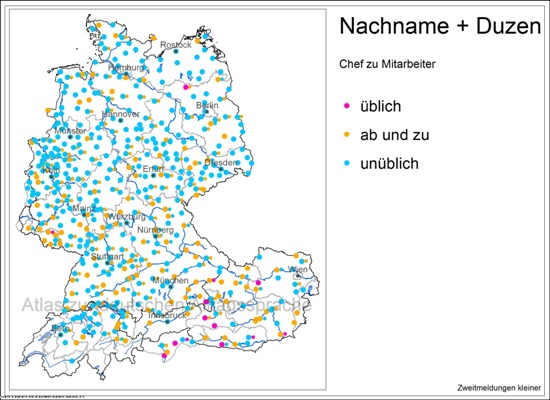 Nachname + Duzen
Chef zu Mitarbeiter
üblich
ab und zu
unüblich
Rostock
Hamburg
Berlin
Hannover
Münster
Köln
Erfurt
Dresden
Mainz
Würzburg
Nürnberg
Stuttgart
München
Wien
Atlas zur deutschen Alltagssprache
Innsbruck
Bern
Zweitmeldungen kleiner